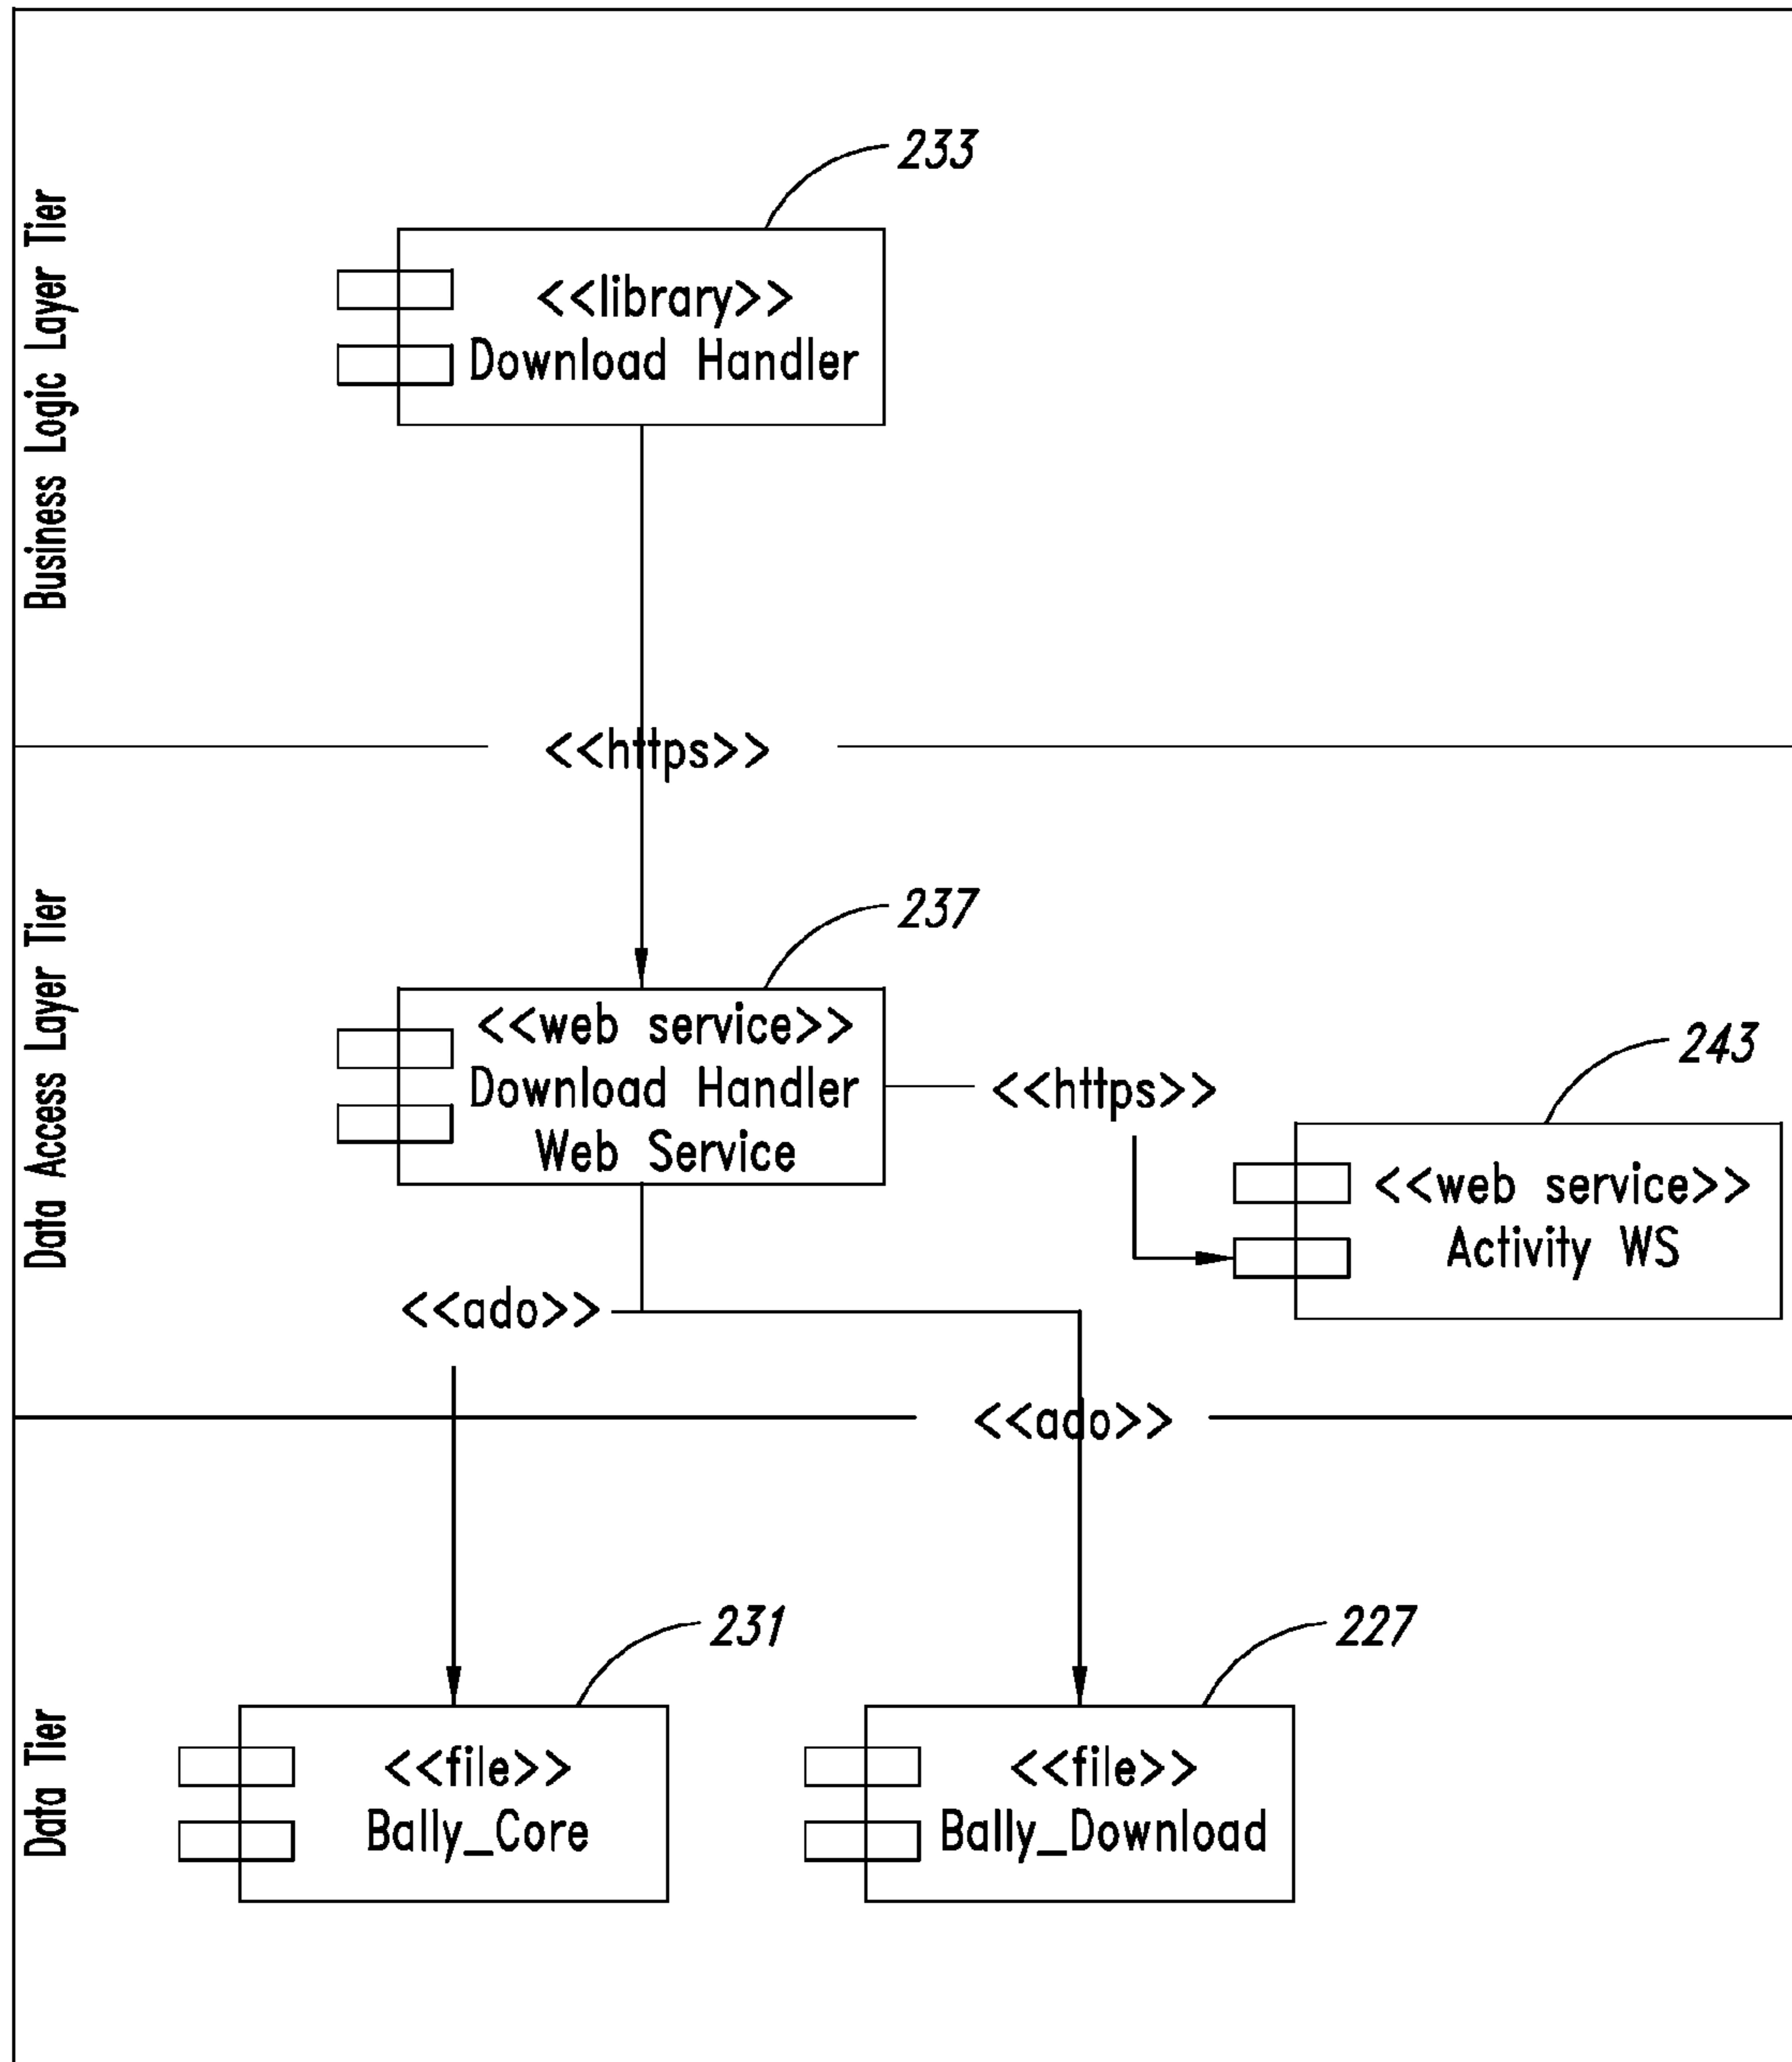 Business Logic Layer Tier
233
<<library>>
Download Handler
<<https>>
Data Access Layer Tier
237
<<web service>>
Download Handler
Web Service
<<https>>
243
<<web service>>
Activity WS
<<ado>>
<<ado>>
Data Tier
231
<<file>>
Bally_Core
227
<<file>>
Bally_Download